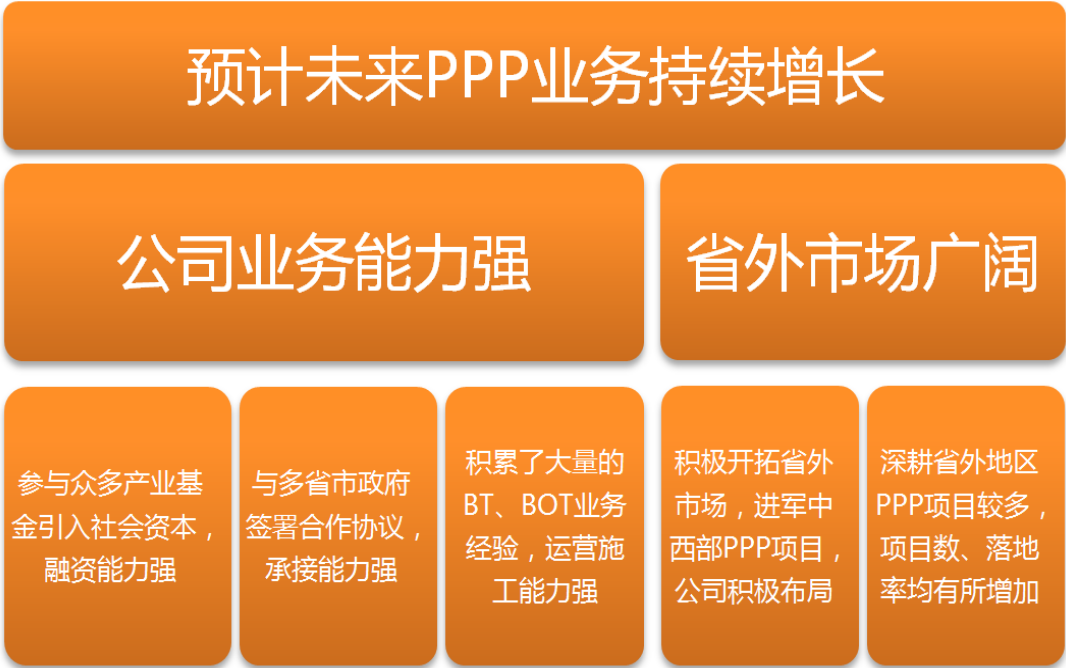 预计未来PPP业务持续增长
公司业务能力强
省外市场广阔
参与众多产业基
金引入社会资本，
融资能力强
与多省市政府
签署合作协议，
承接能力强
积累了大量的
BT、BOT业务
经验，运营施
工能力强
积极开拓省外
市场，进军中
西部PPP项目，
公司积极布局
深耕省外地区
PPP项目较多，
项目数、落地
率均有所增加